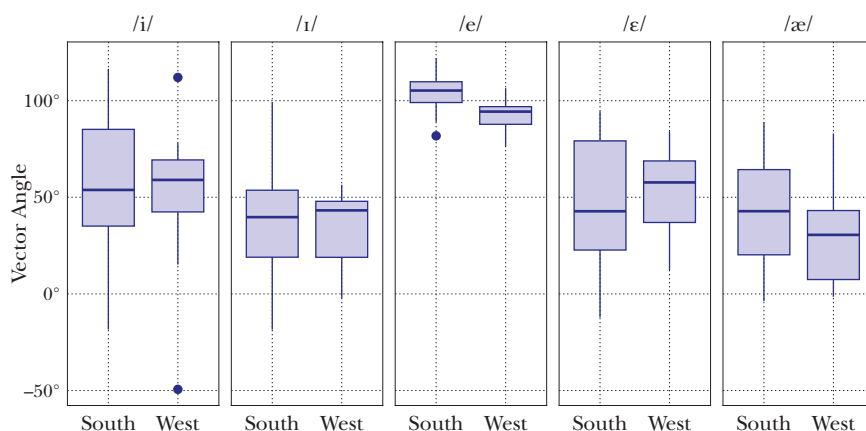 /i/ /ɪ/ /e/ /ɛ/ /æ/
Vector Angle
100°
50°
0°
–50°
South West South West South West South West South West